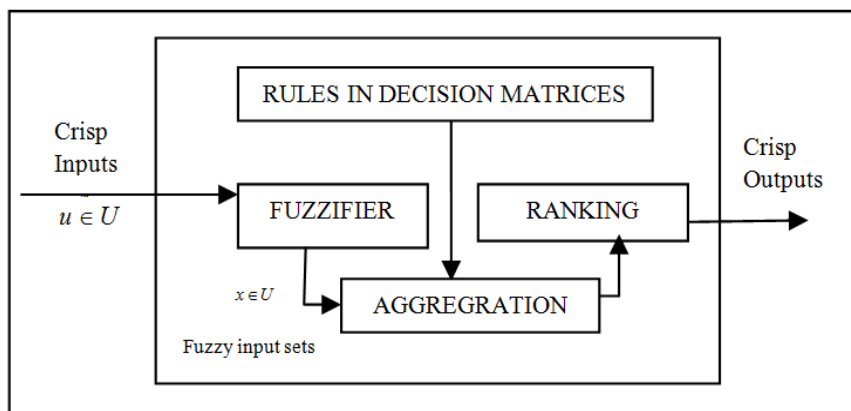 RULES IN DECISION MATRICES
Crisp
Inputs
u ∈ U
FUZZIFIER
RANKING
Crisp
Outputs
x ∈ U
AGGREGRATION
Fuzzy input sets